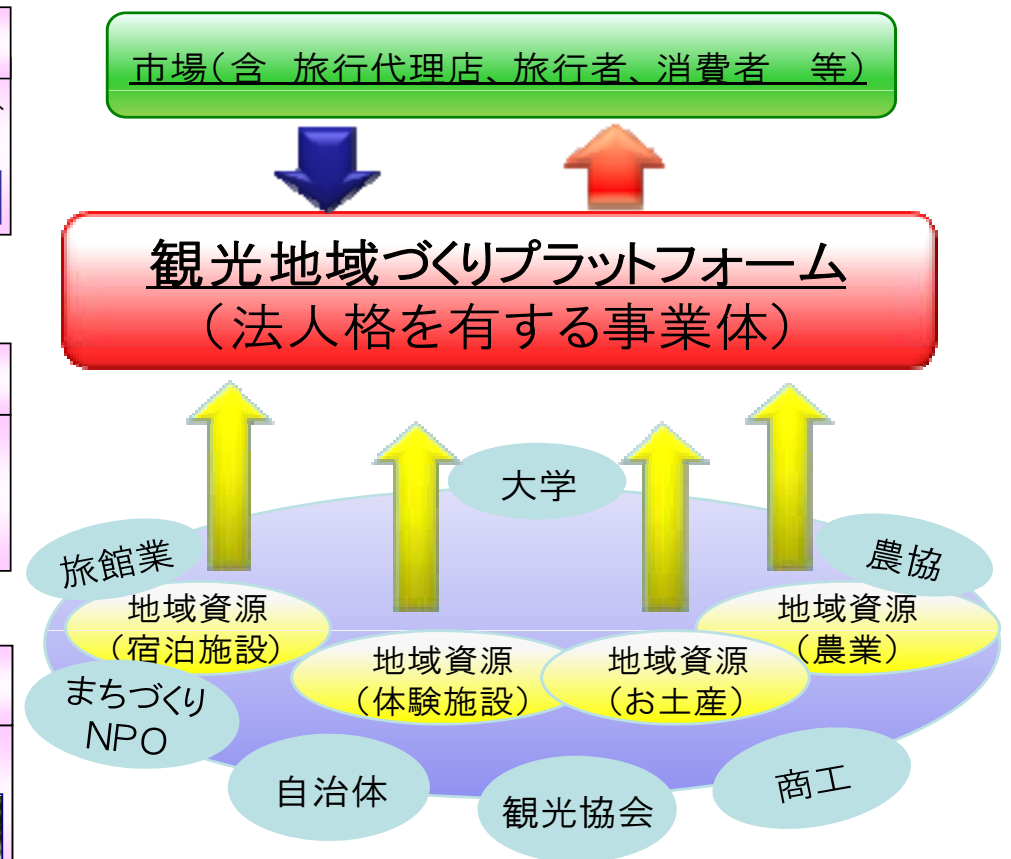 市場(含　旅行代理店、旅行者、消費者　等)
観光地域づくりプラットフォーム
(法人格を有する事業体)
大学
旅館業
農協
地域資源
(宿泊施設)
地域資源
(農業)
地域資源
(体験施設)
地域資源
(お土産)
まちづくり
NPO
自治体
観光協会
商工